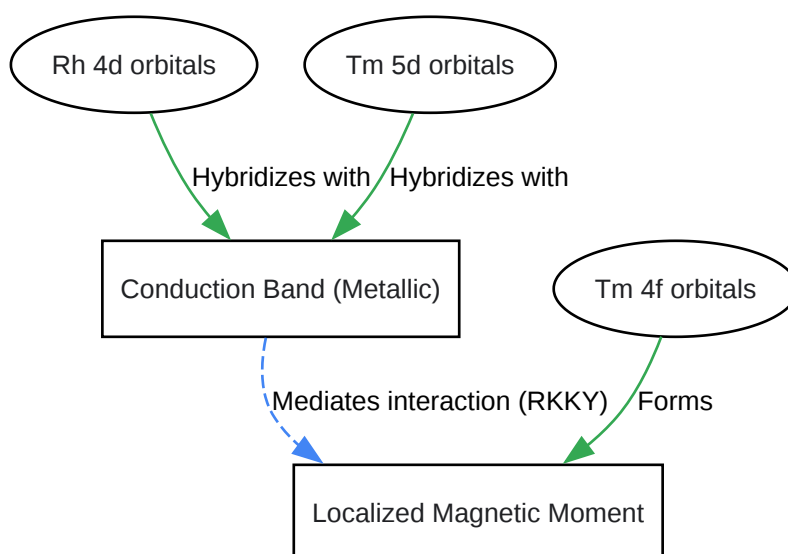 Rh 4d orbitals
Tm 5d orbitals
Hybridizes with
Hybridizes with
Conduction Band (Metallic)
Tm 4f orbitals
Mediates interaction (RKKY)
Forms
Localized Magnetic Moment